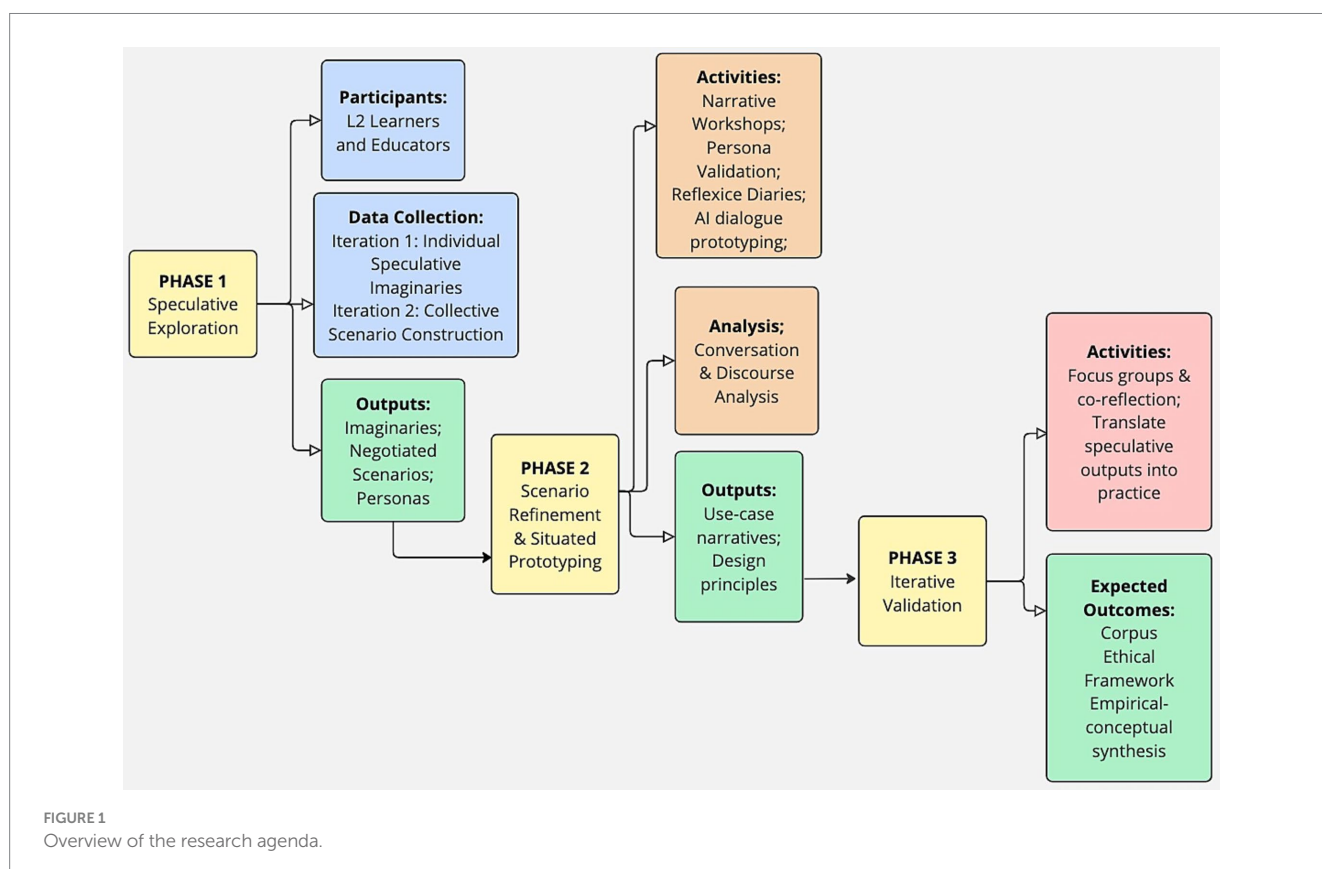 PHASE 1
Speculative
Exploration
Participants:
L2 Learners
and Educators
Data Collection:
Iteration 1: Individual
Speculative
Imaginaries
Iteration 2: Collective
Scenario Construction
Outputs:
Imaginaries;
Negotiated
Scenarios;
Personas
PHASE 2
Scenario
Refinement
& Situated
Prototyping
Activities:
Narrative
Workshops;
Persona
Validation;
Reflexice Diaries;
AI dialogue
prototyping;
Analysis;
Conversation
& Discourse
Analysis
Outputs:
Use-case
narratives;
Design
principles
PHASE 3
Iterative
Validation
Activities:
Focus groups &
co-reflection;
Translate
speculative
outputs into
practice
Expected
Outcomes:
Corpus
Ethical
Framework
Empirical-
conceptual
synthesis
FIGURE 1
Overview of the research agenda.